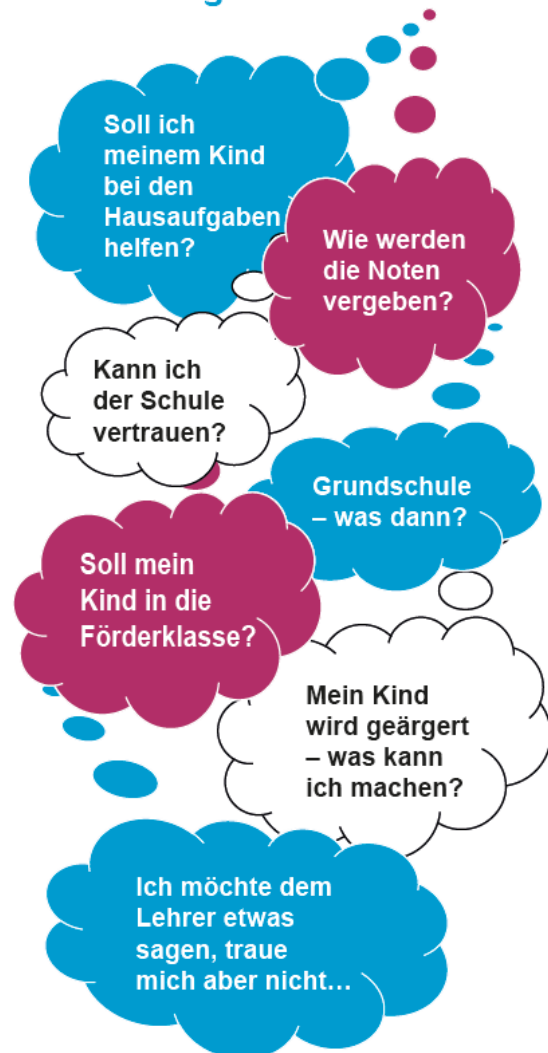 Soll ich
meinem Kind
bei den
Hausaufgaben
helfen?
Wie werden
die Noten
vergeben?
Kann ich
der Schule
vertrauen?
Grundschule
– was dann?
Soll mein
Kind in die
Förderklasse?
Mein Kind
wird geärgert
– was kann
ich machen?
Ich möchte dem
Lehrer etwas
sagen, traue
mich aber nicht...